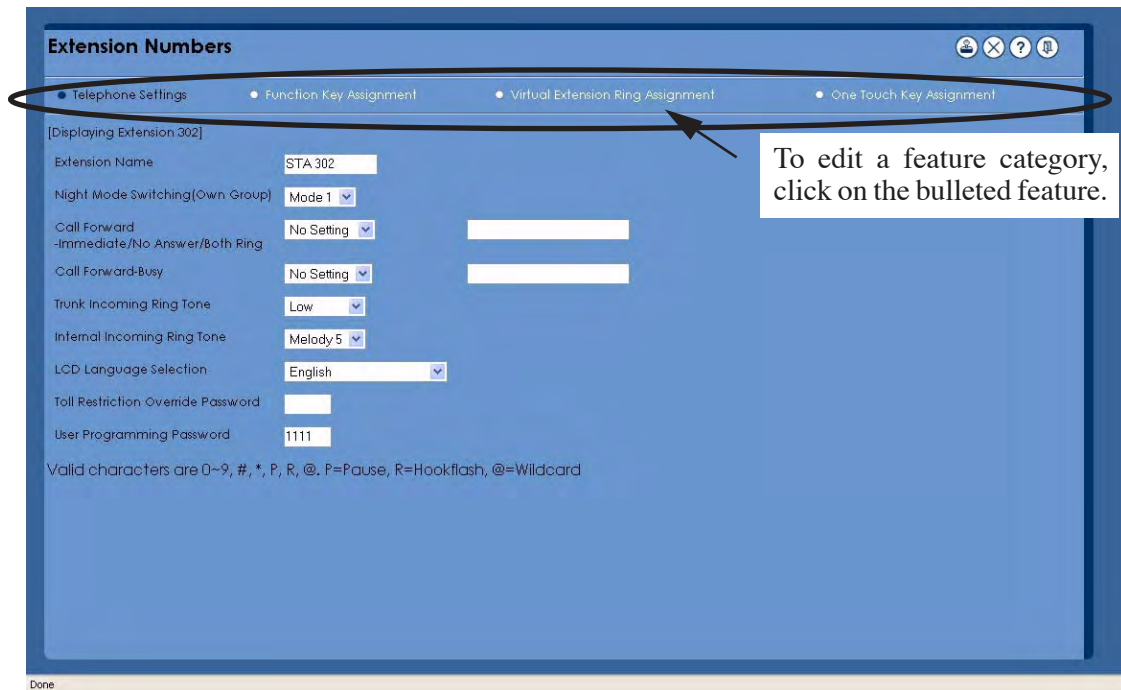 Extension Numbers
?
Telephone Settings Function Key Assignment Virtual Extension Ring Assignment One Touch Key Assignment
[Displaying Extension 302]
To edit a feature category,
click on the bulleted feature.
Extension Name STA 302
Night Mode Switching(Own Group) Mode 1
Call Forward
-Immediate/No Answer/Both Ring No Setting
Call Forward-Busy No Setting
Trunk Incoming Ring Tone Low
Internal Incoming Ring Tone Melody 5
LCD Language Selection English
Toll Restriction Override Password
User Programming Password 1111
Valid characters are 0~9, #, *, P, R, @. P=Pause, R=Hookflash, @=Wildcard
Done